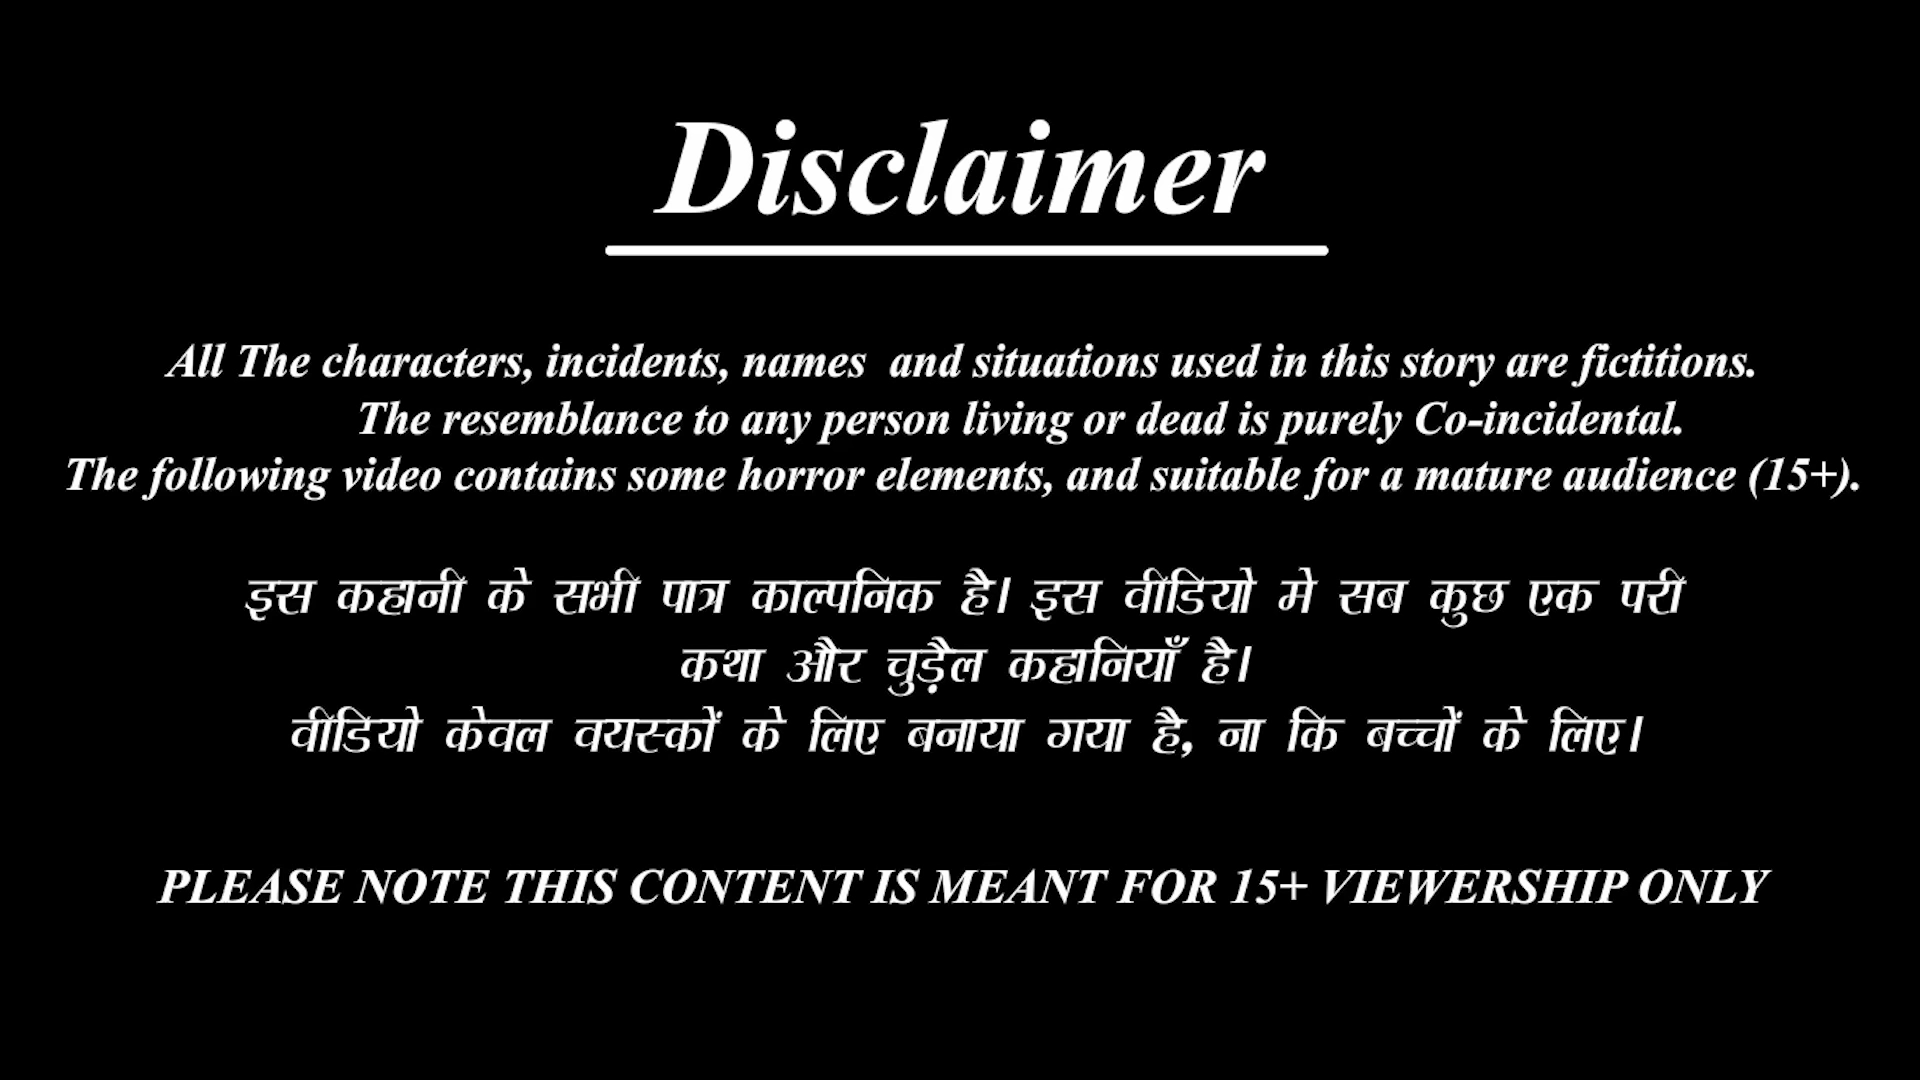 Disclaimer
All The characters, incidents, names and situations used in this story are fictitions.
The resemblance to any person living or dead is purely Co-incidental.
The following video contains some horror elements, and suitable for a mature audience (15+).
इस कहानी के सभी पात्र काल्पनिक है। इस वीडियो मे सब कुछ एक परी
कथा और चुड़ैल कहानियाँ है।
वीडियो केवल वयस्कों के लिए बनाया गया है, ना कि बच्चों के लिए।
PLEASE NOTE THIS CONTENT IS MEANT FOR 15+ VIEWERSHIP ONLY